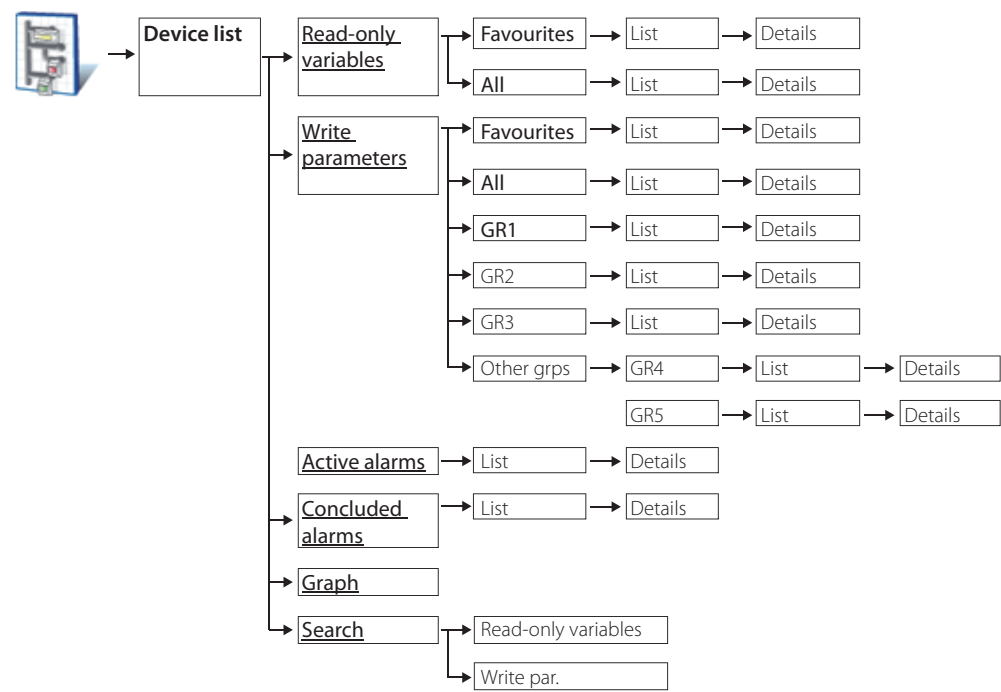 Device list
Read-only
variables
Favourites
List
Details
All
List
Details
Write
parameters
Favourites
List
Details
All
List
Details
GR1
List
Details
GR2
List
Details
GR3
List
Details
Other grps
GR4
List
Details
GR5
List
Details
Active alarms
List
Details
Concluded
alarms
List
Details
Graph
Search
Read-only variables
Write par.